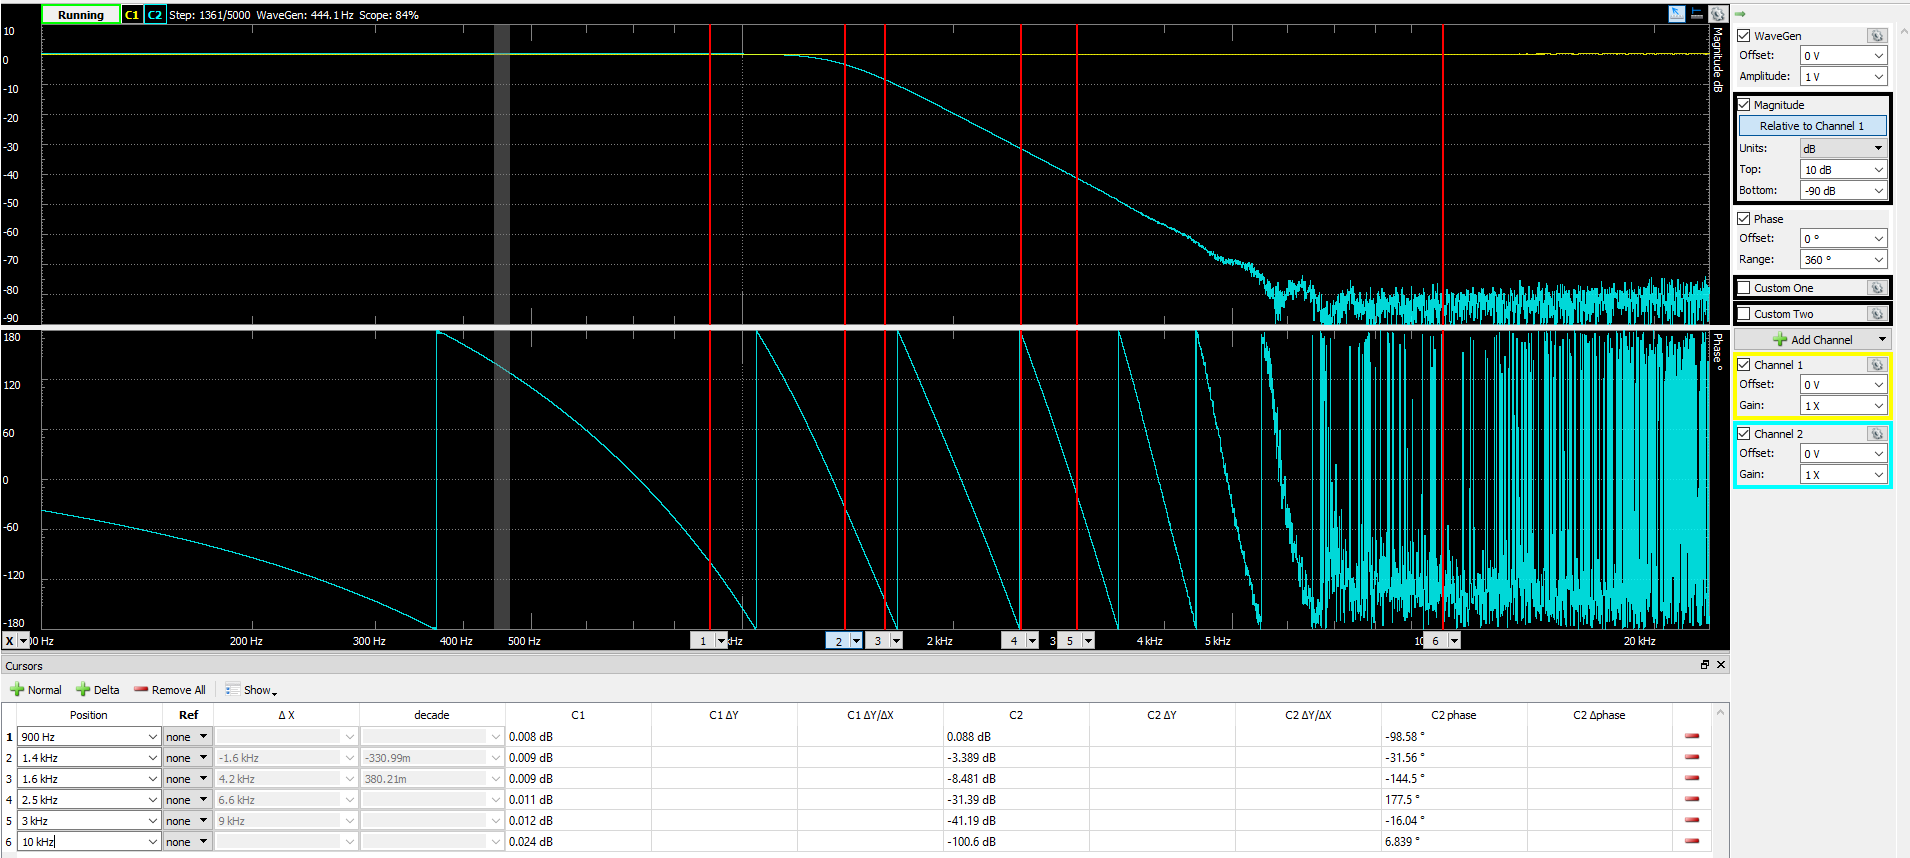 Running C1 C2 Step: 1361/5000 WaveGen: 444.1 Hz Scope: 84%
10
0
-10
-20
-30
-40
-50
-60
-70
-80
-90
Magnitude dB
180
120
60
0
-60
-120
-180
Phase °
X 00 Hz 200 Hz 300 Hz 400 Hz 500 Hz 1 kHz 2 3 2 kHz 4 3 5 4 kHz 5 kHz 10 6 20 kHz
WaveGen
Offset: 0 V
Amplitude: 1 V
Magnitude
Relative to Channel 1
Units: dB
Top: 10 dB
Bottom: -90 dB
Phase
Offset: 0 °
Range: 360 °
Custom One
Custom Two
Add Channel
Channel 1
Offset: 0 V
Gain: 1 X
Channel 2
Offset: 0 V
Gain: 1 X
Cursors
Normal Delta Remove All Show
Position Ref Δ X decade C1 C1 ΔY C1 ΔY/ΔX C2 C2 ΔY C2 ΔY/ΔX C2 phase C2 Δphase
1 900 Hz none 0.008 dB 0.088 dB -98.58 °
2 1.4 kHz none -1.6 kHz -330.99m 0.009 dB -3.389 dB -31.56 °
3 1.6 kHz none 4.2 kHz 380.21m 0.009 dB -8.481 dB -144.5 °
4 2.5 kHz none 6.6 kHz 0.011 dB -31.39 dB 177.5 °
5 3 kHz none 9 kHz 0.012 dB -41.19 dB -16.04 °
6 10 kHz none 0.024 dB -100.6 dB 6.839 °